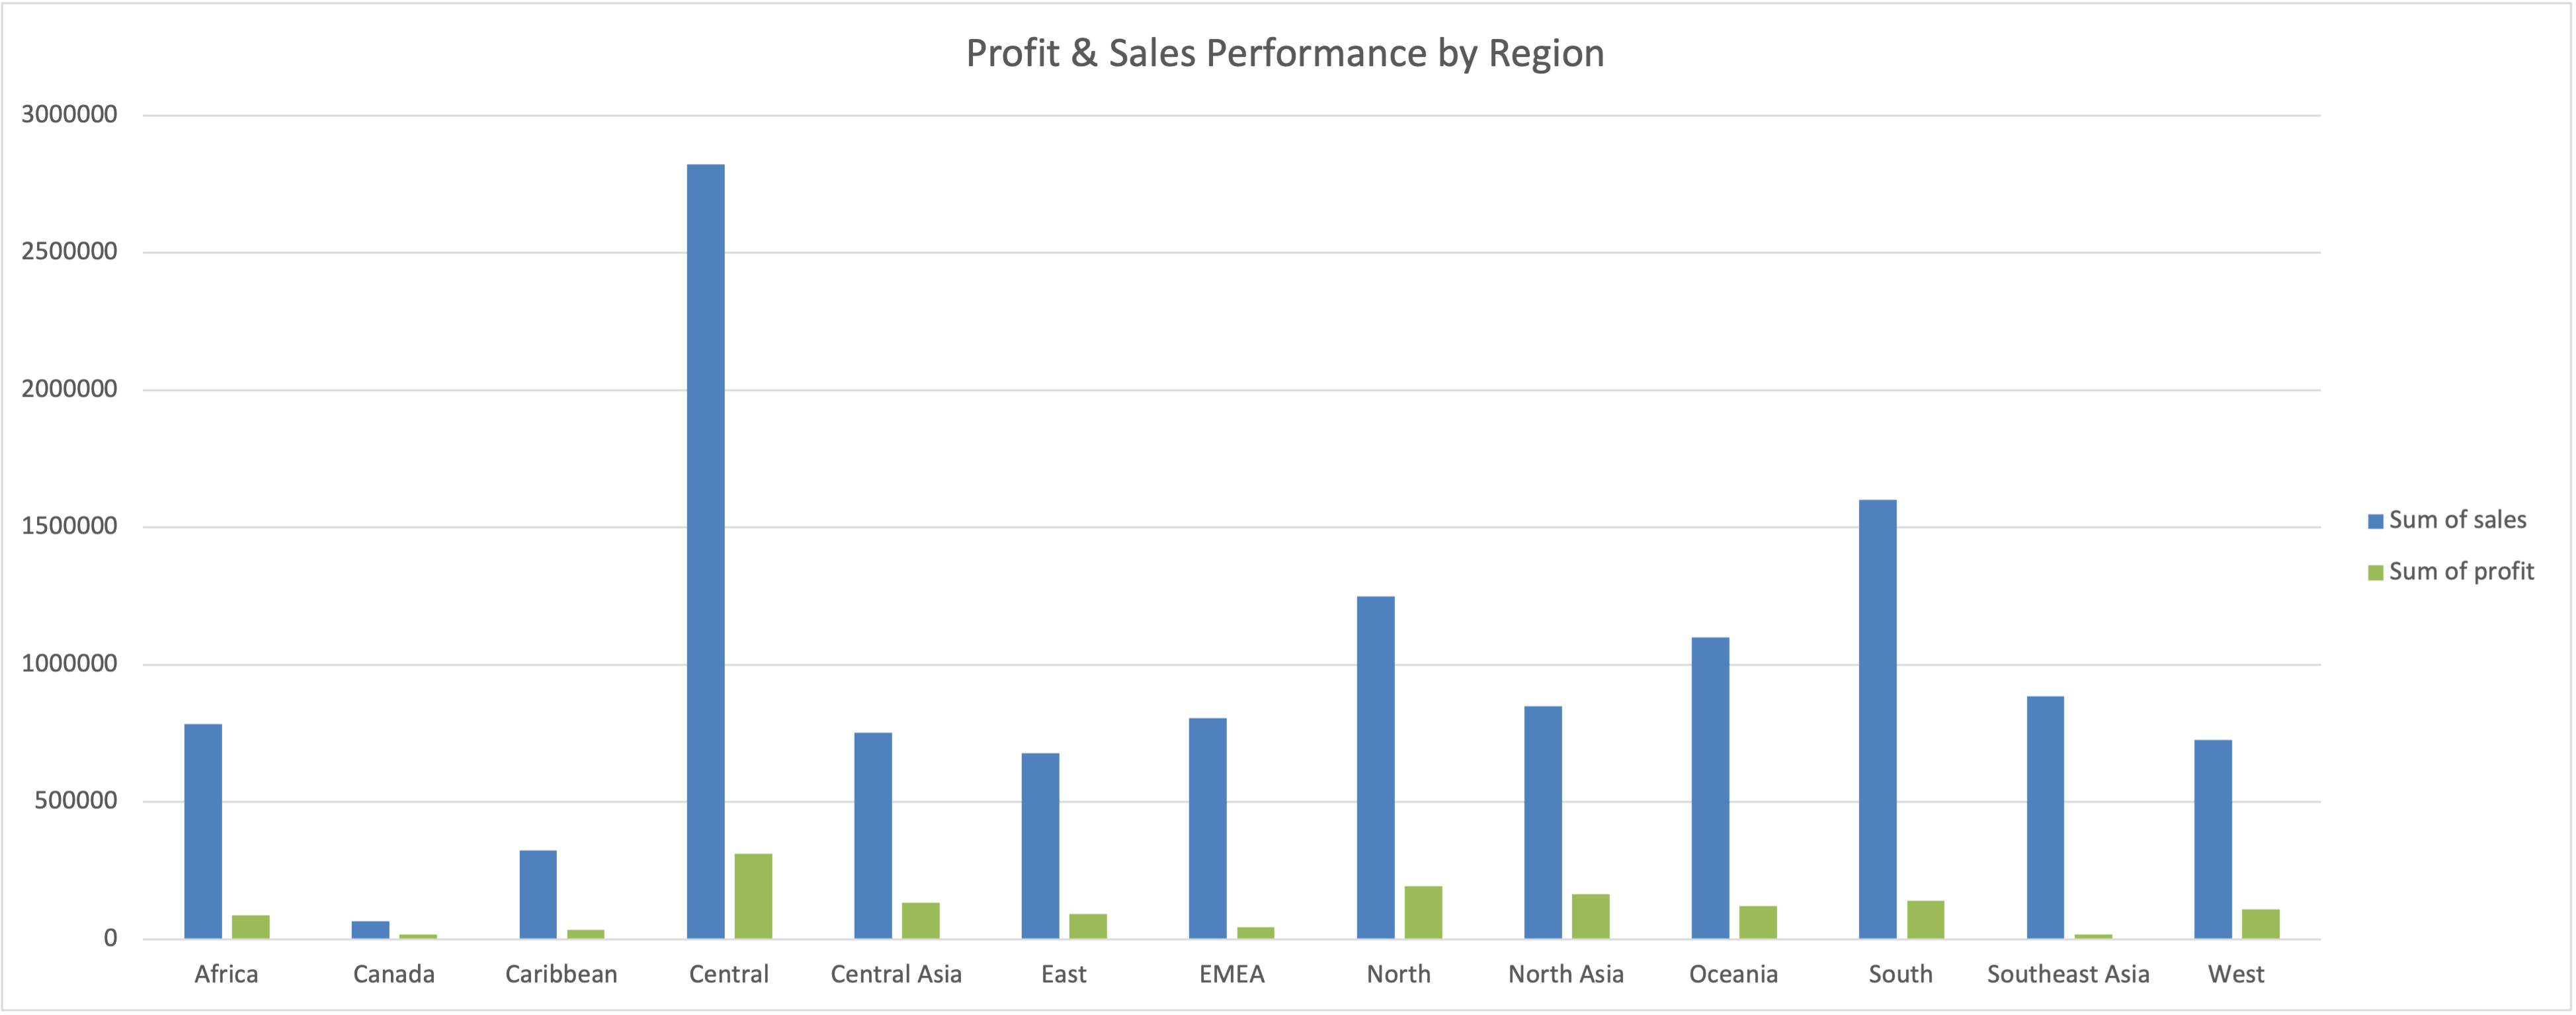 Profit & Sales Performance by Region
3000000
2500000
2000000
1500000
1000000
500000
0
Africa
Canada
Caribbean
Central
Central Asia
East
EMEA
North
North Asia
Oceania
South
Southeast Asia
West
Sum of sales
Sum of profit